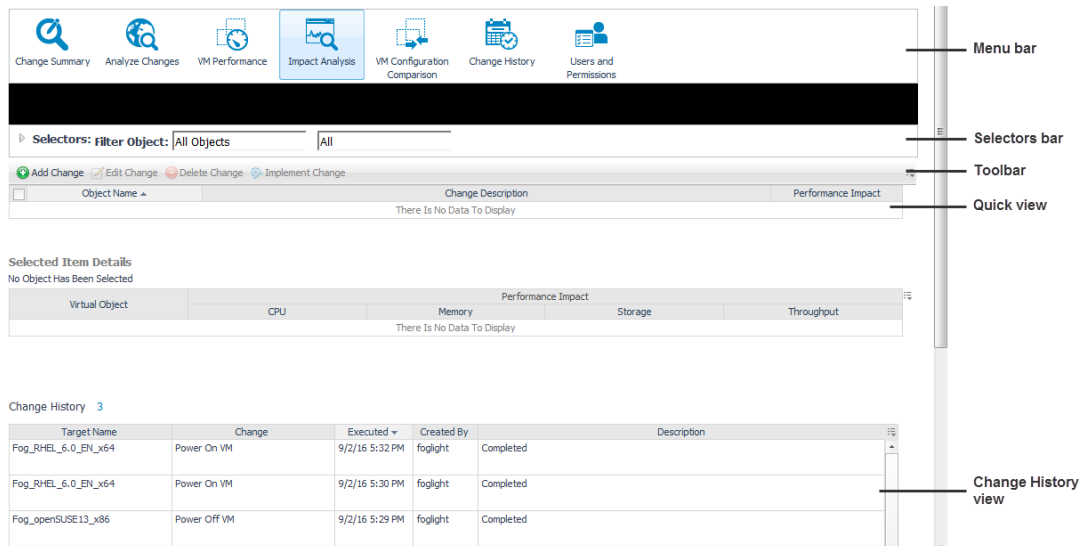 Change Summary
Analyze Changes
VM Performance
Impact Analysis
VM Configuration
Comparison
Change History
Users and
Permissions
Menu bar
Selectors: Filter Object: All Objects All
Selectors bar
Add Change Edit Change Delete Change Implement Change
Toolbar
Object Name Change Description Performance Impact
There Is No Data To Display
Quick view
Selected Item Details
No Object Has Been Selected
Virtual Object Performance Impact
CPU Memory Storage Throughput
There Is No Data To Display
Change History 3
Target Name Change Executed Created By Description
Fog_RHEL_6.0_EN_x64 Power On VM 9/2/16 5:32 PM foglight Completed
Fog_RHEL_6.0_EN_x64 Power On VM 9/2/16 5:30 PM foglight Completed
Change History
view
Fog_openSUSE13_x86 Power Off VM 9/2/16 5:29 PM foglight Completed